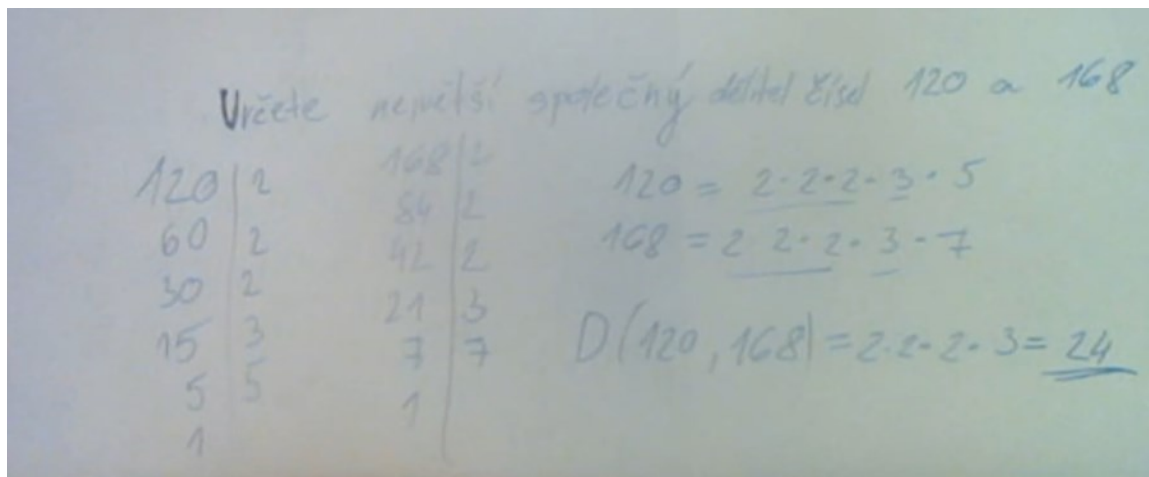 Určete největší společný dělitel čísel 120 a 168
120 | 2
60 | 2
30 | 2
15 | 3
5 | 5
1
168 | 2
84 | 2
42 | 2
21 | 3
7 | 7
1
120 = 2·2·2·3·5
168 = 2 2·2·3·7
D(120, 168) = 2·2·2·3 = 24